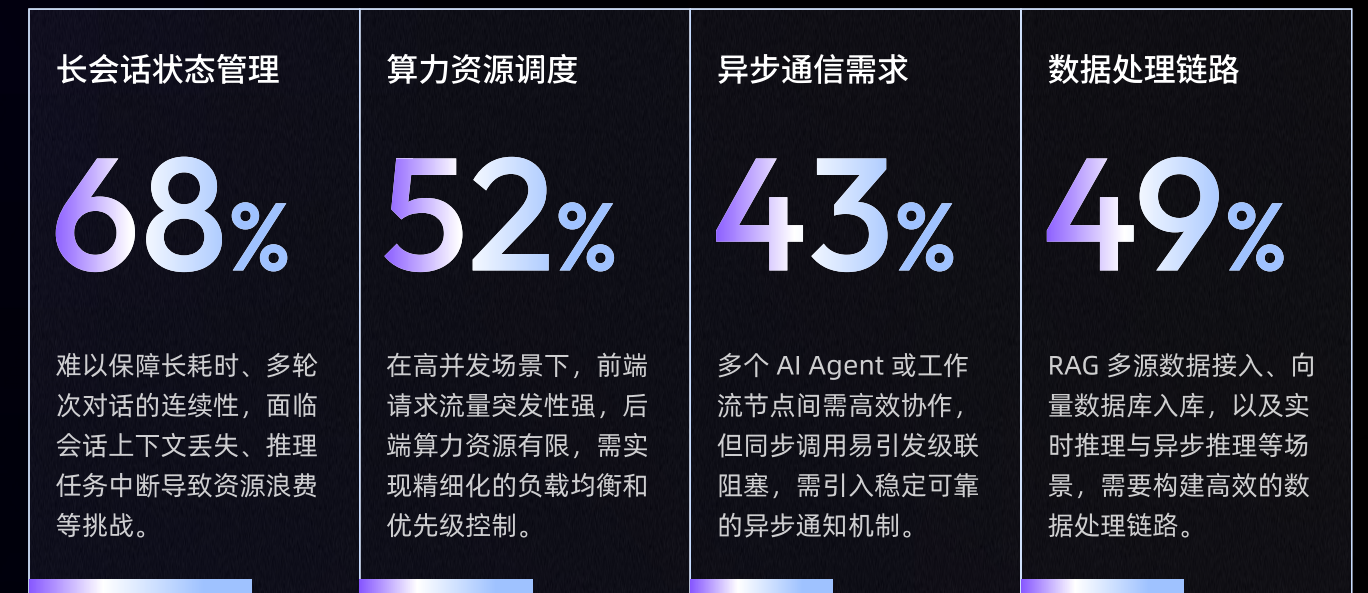 长会话状态管理
68%
难以保障长耗时、多轮
次对话的连续性，面临
会话上下文丢失、推理
任务中断导致资源浪费
等挑战。
算力资源调度
52%
在高并发场景下，前端
请求流量突发性强，后
端算力资源有限，需实
现精细化的负载均衡和
优先级控制。
异步通信需求
43%
多个 AI Agent 或工作
流节点间需高效协作，
但同步调用易引发级联
阻塞，需引入稳定可靠
的异步通知机制。
数据处理链路
49%
RAG 多源数据接入、向
量数据库入库，以及实
时推理与异步推理等场
景，需要构建高效的数
据处理链路。